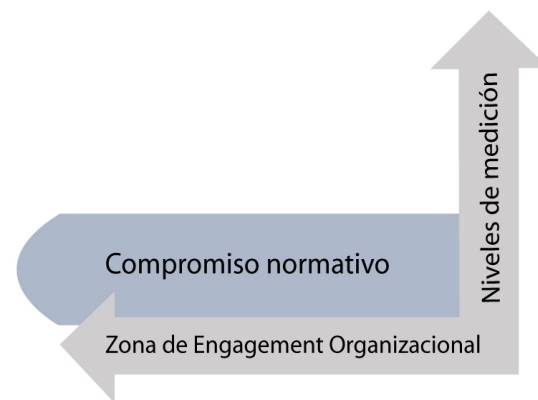 Niveles de medición
Compromiso normativo
Zona de Engagement Organizacional